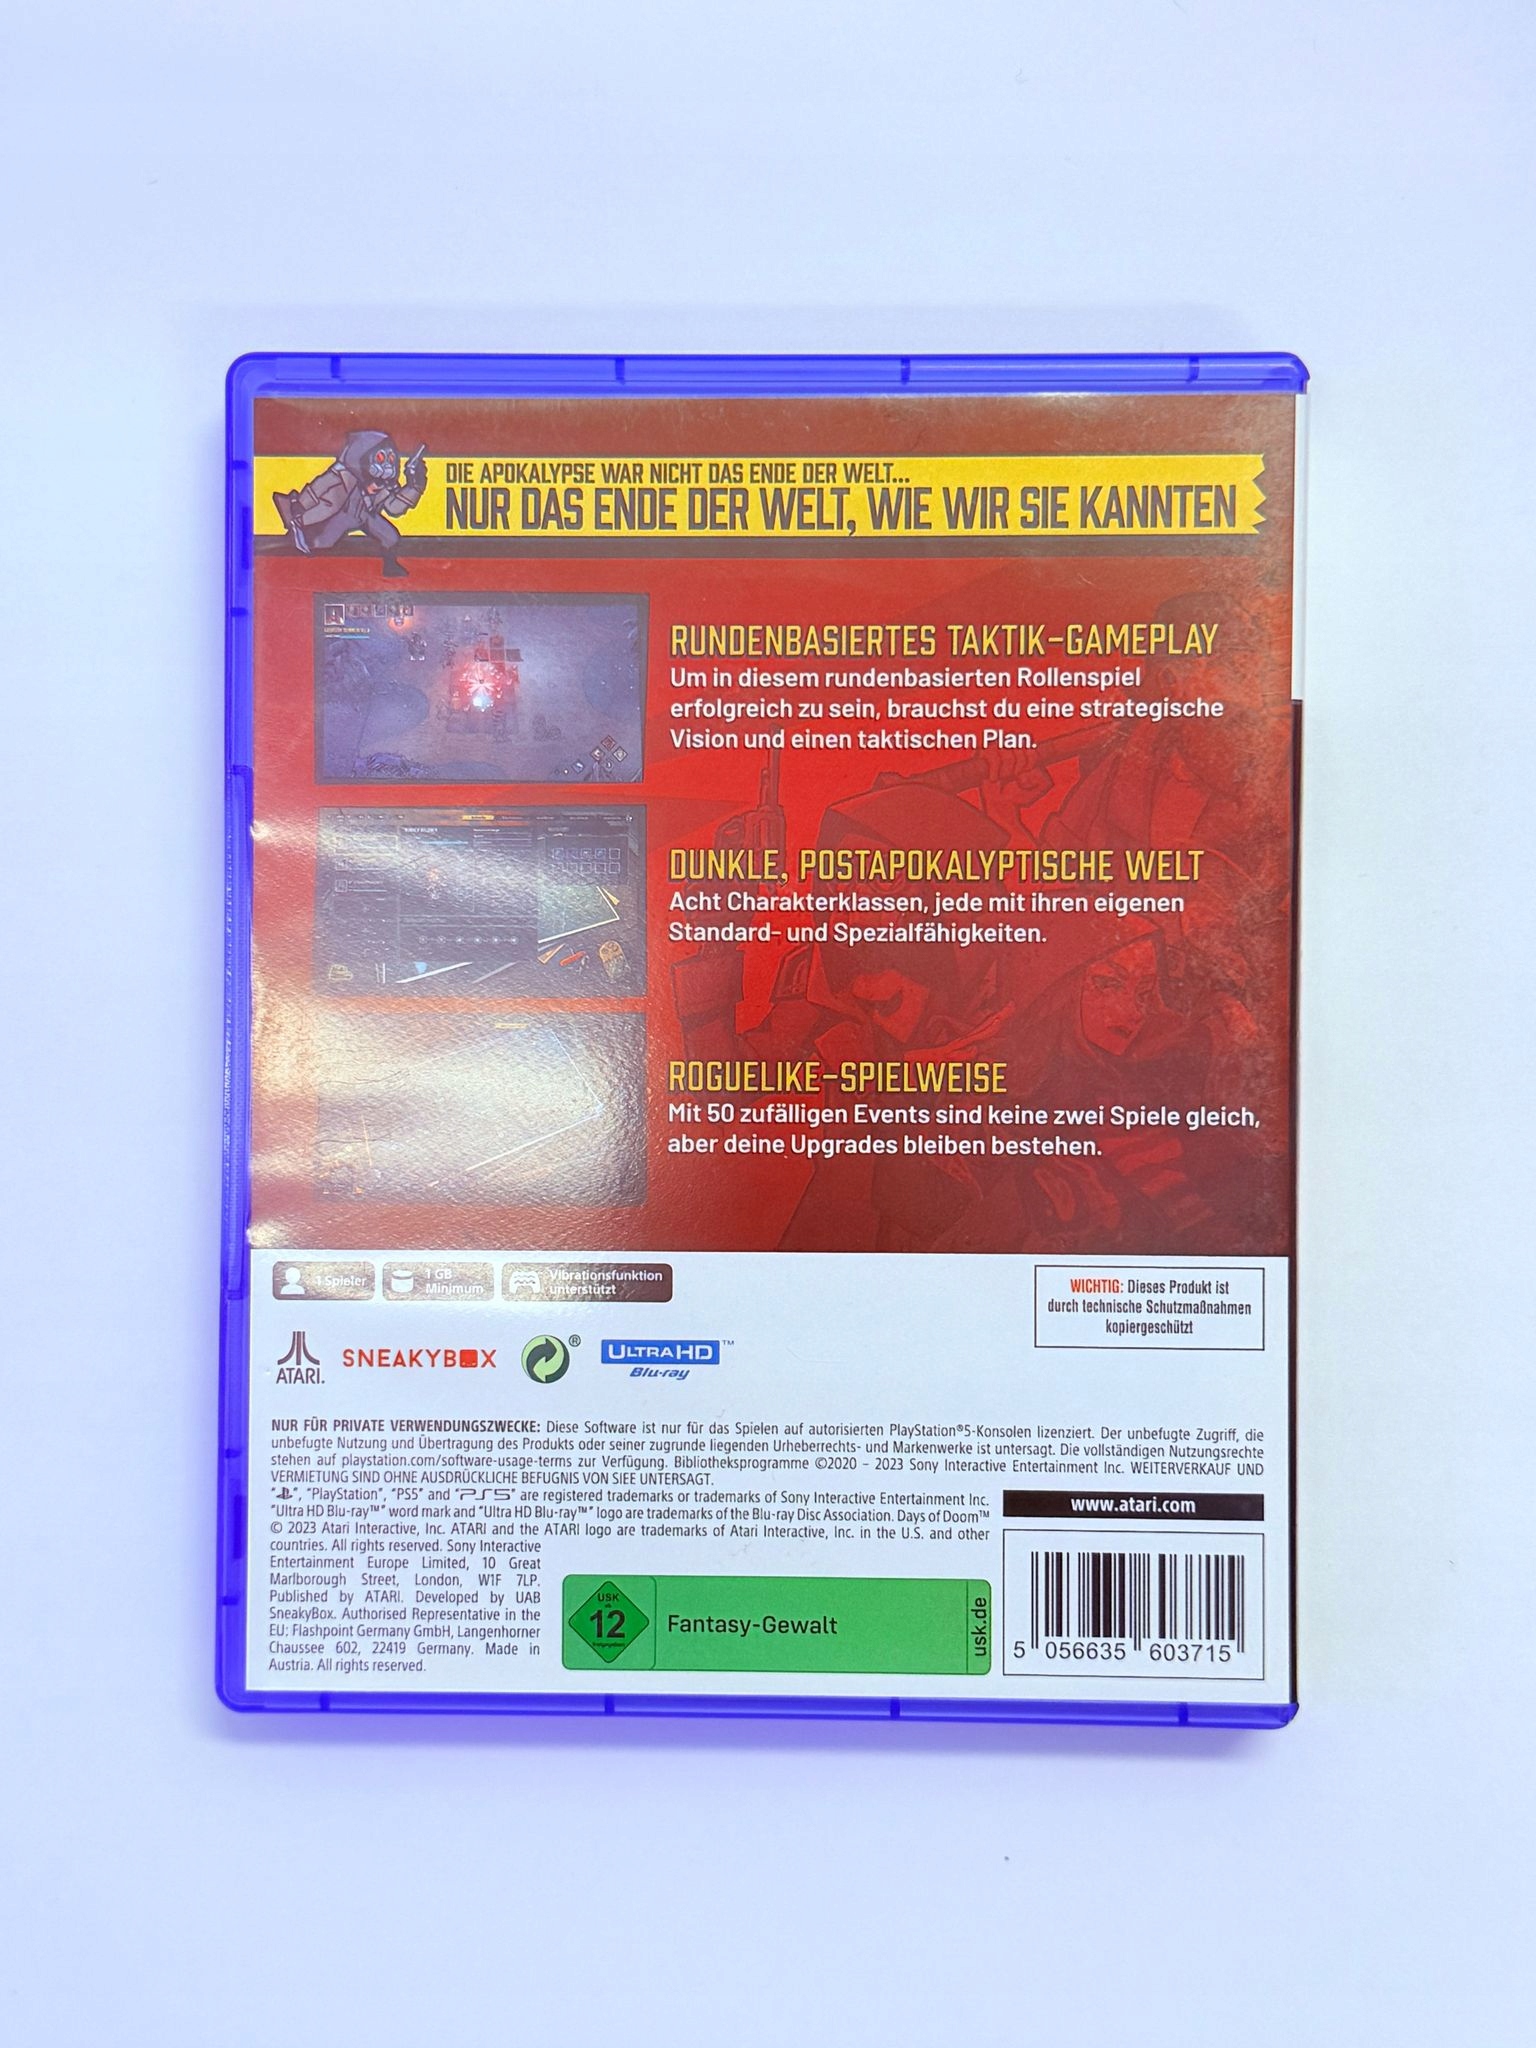 DIE APOKALYPSE WAR NICHT DAS ENDE DER WELT...
NUR DAS ENDE DER WELT, WIE WIR SIE KANNTEN
RUNDENBASIERTES TAKTIK-GAMEPLAY
Um in diesem rundenbasierten Rollenspiel
erfolgreich zu sein, brauchst du eine strategische
Vision und einen taktischen Plan.
DUNKLE, POSTAPOKALYPTISCHE WELT
Acht Charakterklassen, jede mit ihren eigenen
Standard- und Spezialfähigkeiten.
ROGUELIKE-SPIELWEISE
Mit 50 zufälligen Events sind keine zwei Spiele gleich,
aber deine Upgrades bleiben bestehen.
1 Spieler
1 GB
Minimum
Vibrationsfunktion
unterstützt
WICHTIG: Dieses Produkt ist
durch technische Schutzmaßnahmen
kopiergeschützt
ATARI.
SNEAKYBOX
®
ULTRA HD™
Blu-ray
NUR FÜR PRIVATE VERWENDUNGSZWECKE: Diese Software ist nur für das Spielen auf autorisierten PlayStation®5-Konsolen lizenziert. Der unbefugte Zugriff, die
unbefugte Nutzung und Übertragung des Produkts oder seiner zugrunde liegenden Urheberrechts- und Markenwerke ist untersagt. Die vollständigen Nutzungsrechte
stehen auf playstation.com/software-usage-terms zur Verfügung. Bibliotheksprogramme ©2020 - 2023 Sony Interactive Entertainment Inc. WEITERVERKAUF UND
VERMIETUNG SIND OHNE AUSDRÜCKLICHE BEFUGNIS VON SIEE UNTERSAGT.
"PS", "PlayStation", "PS5" and "PS5" are registered trademarks or trademarks of Sony Interactive Entertainment Inc.
"Ultra HD Blu-ray™" word mark and "Ultra HD Blu-ray™" logo are trademarks of the Blu-ray Disc Association. Days of Doom™
© 2023 Atari Interactive, Inc. ATARI and the ATARI logo are trademarks of Atari Interactive, Inc. in the U.S. and other
countries. All rights reserved. Sony Interactive
Entertainment Europe Limited, 10 Great
Marlborough Street, London, W1F 7LP.
Published by ATARI. Developed by UAB
SneakyBox. Authorised Representative in the
EU: Flashpoint Germany GmbH, Langenhorner
Chaussee 602, 22419 Germany. Made in
Austria. All rights reserved.
www.atari.com
USK
ab
12
freigegeben
Fantasy-Gewalt
usk.de
5 056635 603715